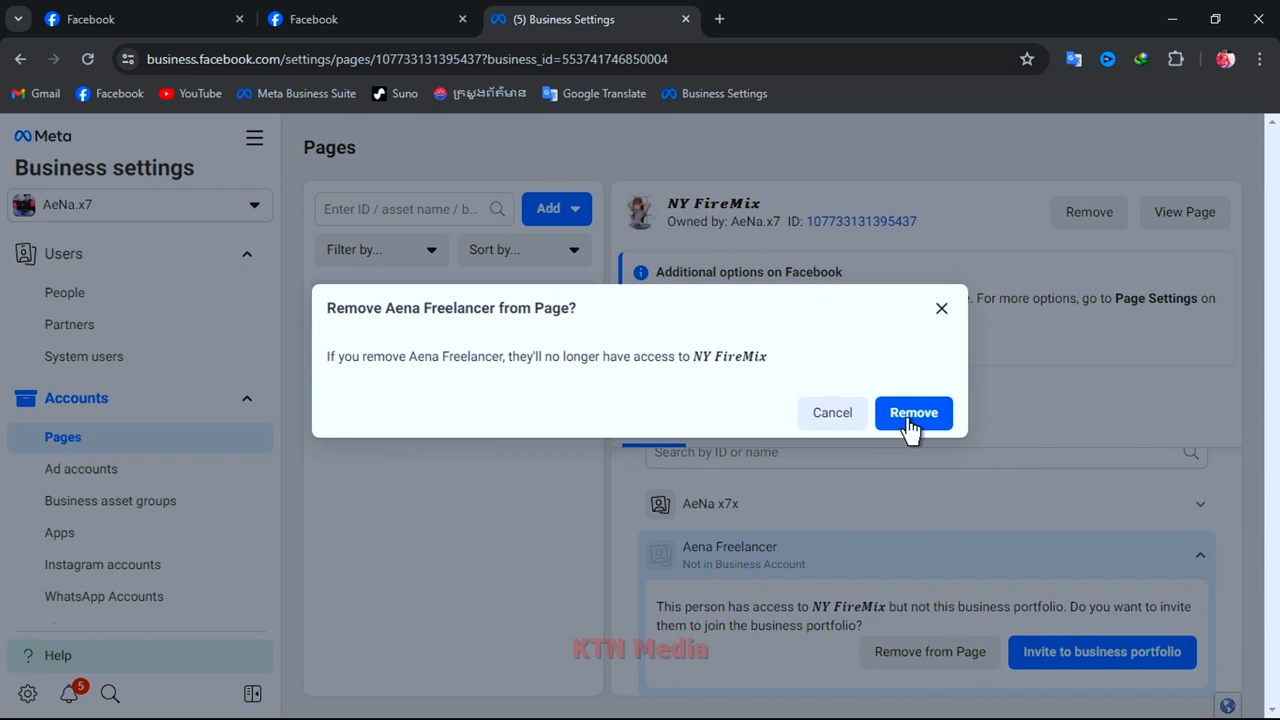 Facebook
Facebook
(5) Business Settings
business.facebook.com/settings/pages/107733131395437?business_id=553741746850004
Gmail
Facebook
YouTube
Meta Business Suite
Suno
ក្រសួងព័ត៌មាន
Google Translate
Business Settings
Meta
Business settings
AeNa.x7
Users
People
Partners
System users
Accounts
Pages
Ad accounts
Business asset groups
Apps
Instagram accounts
WhatsApp Accounts
Help
5
Pages
Enter ID / asset name / b...
Add
Filter by...
Sort by...
NY FireMix
Owned by: AeNa.x7 ID: 107733131395437
Remove
View Page
Additional options on Facebook
. For more options, go to Page Settings on
Remove Aena Freelancer from Page?
If you remove Aena Freelancer, they'll no longer have access to NY FireMix
Cancel
Remove
Search by ID or name
AeNa x7x
Aena Freelancer
Not in Business Account
This person has access to NY FireMix but not this business portfolio. Do you want to invite
them to join the business portfolio?
Remove from Page
Invite to business portfolio
KTN Media